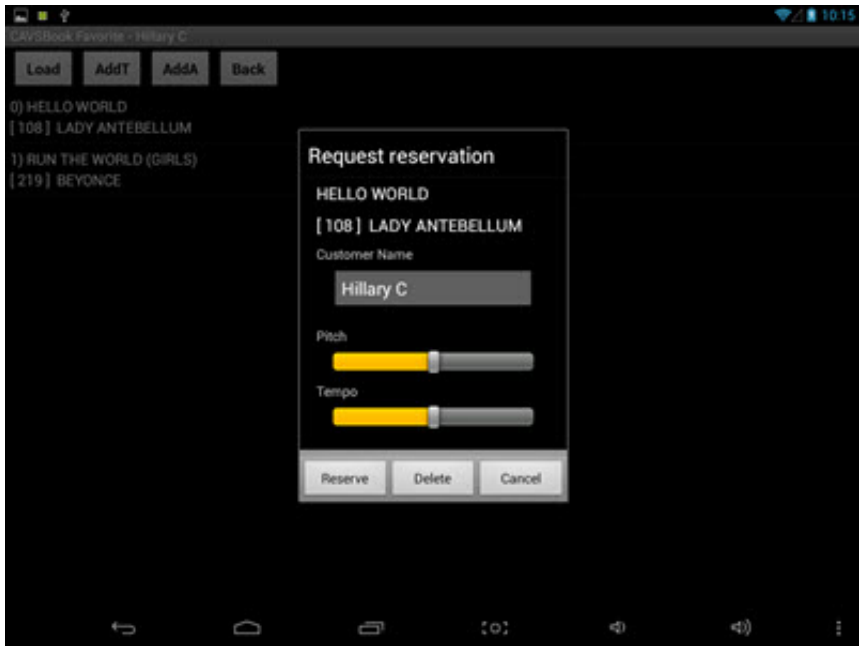 10:15
CAVSBook Favorite - Hillary C
Load AddT AddA Back
0) HELLO WORLD
[ 108 ] LADY ANTEBELLUM
1) RUN THE WORLD (GIRLS)
[ 219 ] BEYONCE
Request reservation
HELLO WORLD
[ 108 ] LADY ANTEBELLUM
Customer Name
Hillary C
Pitch
Tempo
Reserve Delete Cancel